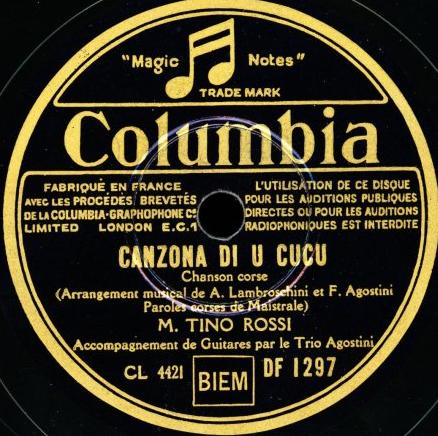 "Magic Notes"
TRADE MARK
Columbia
FABRIQUÉ EN FRANCE
AVEC LES PROCÉDÉS BREVETÉS
DE LA COLUMBIA-GRAPHOPHONE Cº
LIMITED LONDON E.C.1
L'UTILISATION DE CE DISQUE
POUR LES AUDITIONS PUBLIQUES
DIRECTES OU POUR LES AUDITIONS
RADIOPHONIQUES EST INTERDITE
CANZONA DI U CUCU
Chanson corse
(Arrangement musical de A. Lambroschini et F. Agostini
Paroles corses de Maistrale)
M. TINO ROSSI
Accompagnement de Guitares par le Trio Agostini
CL 4421 BIEM DF 1297